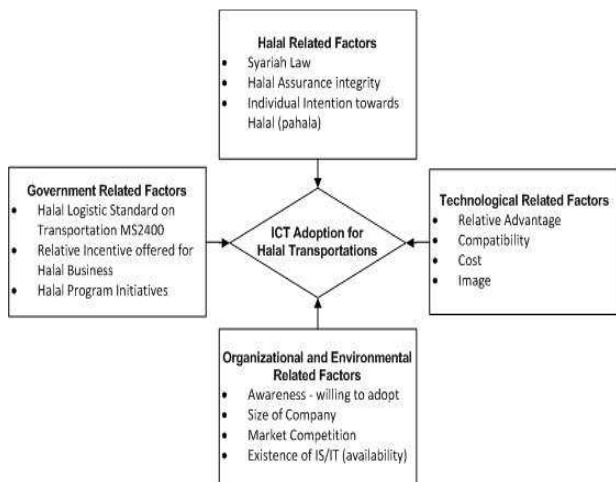 Halal Related Factors
• Syariah Law
• Halal Assurance integrity
• Individual Intention towards
Halal (pahala)
Government Related Factors
• Halal Logistic Standard on
Transportation MS2400
• Relative Incentive offered for
Halal Business
• Halal Program Initiatives
ICT Adoption for
Halal Transportations
Technological Related Factors
• Relative Advantage
• Compatibility
• Cost
• Image
Organizational and Environmental
Related Factors
• Awareness - willing to adopt
• Size of Company
• Market Competition
• Existence of IS/IT (availability)